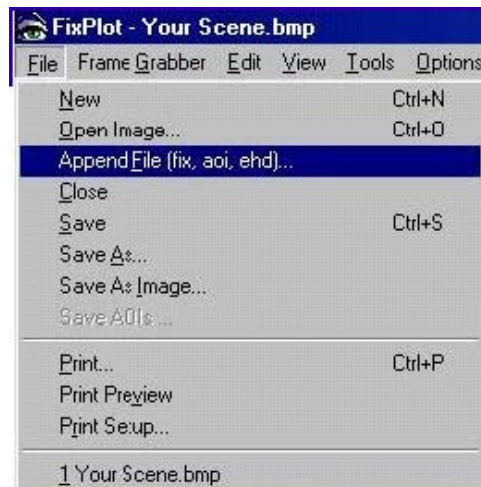 FixPlot - Your Scene.bmp
File Frame Grabber Edit View Tools Options
New Ctrl+N
Open Image... Ctrl+O
Append File (fix, aoi, ehd)...
Close
Save Ctrl+S
Save As...
Save As Image...
Save AOIs ...
Print... Ctrl+P
Print Preview
Print Setup...
1 Your Scene.bmp